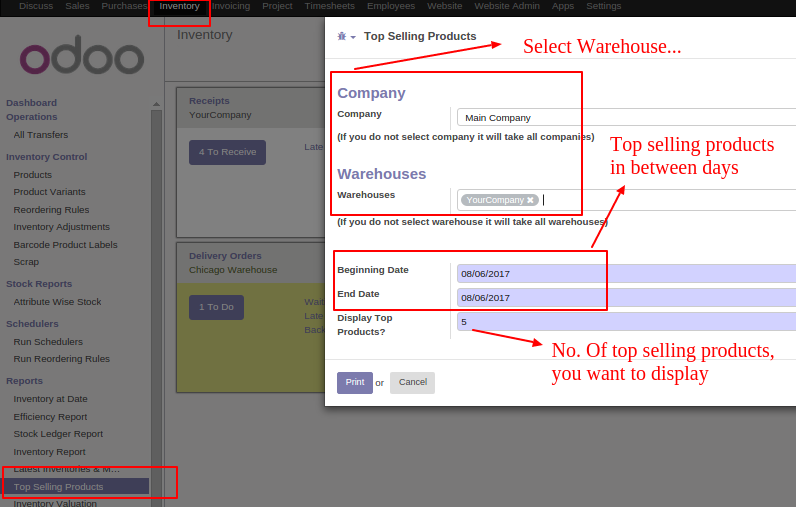 Discuss Sales Purchases Inventory Invoicing Project Timesheets Employees Website Website Admin Apps Settings
odoo
Dashboard
Operations
All Transfers
Inventory Control
Products
Product Variants
Reordering Rules
Inventory Adjustments
Barcode Product Labels
Scrap
Stock Reports
Attribute Wise Stock
Schedulers
Run Schedulers
Run Reordering Rules
Reports
Inventory at Date
Efficiency Report
Stock Ledger Report
Inventory Report
Latest Inventories & M...
Top Selling Products
Inventory Valuation
Inventory
Receipts
YourCompany
4 To Receive
Late
Delivery Orders
Chicago Warehouse
1 To Do
Wait
Late
Back
Top Selling Products
Select Warehouse...
Company
Company Main Company
(If you do not select company it will take all companies)
Top selling products
in between days
Warehouses
Warehouses YourCompany
(If you do not select warehouse it will take all warehouses)
Beginning Date 08/06/2017
End Date 08/06/2017
Display Top
Products? 5
No. Of top selling products,
you want to display
Print or Cancel